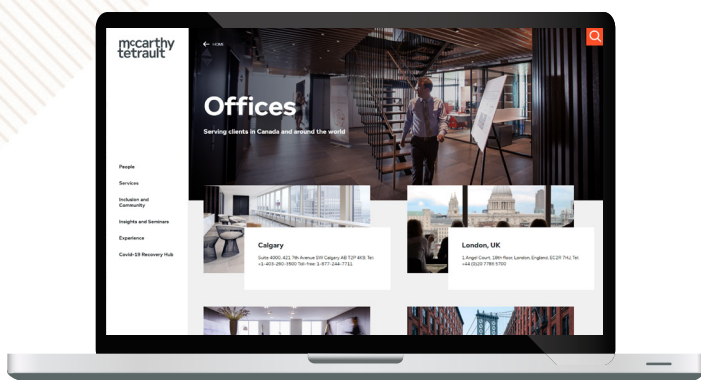 mccarthy
tetrault
← HOME
Offices
Serving clients in Canada and around the world
People
Services
Inclusion and
Community
Insights and Seminars
Experience
Covid-19 Recovery Hub
Calgary
Suite 4000, 421 7th Avenue SW Calgary AB T2P 4K9, Tel:
+1-403-260-3500 Toll-free: 1-877-244-7711
London, UK
1 Angel Court, 18th floor London, England, EC2R 7HJ, Tel:
+44 (0)20 7788 5700